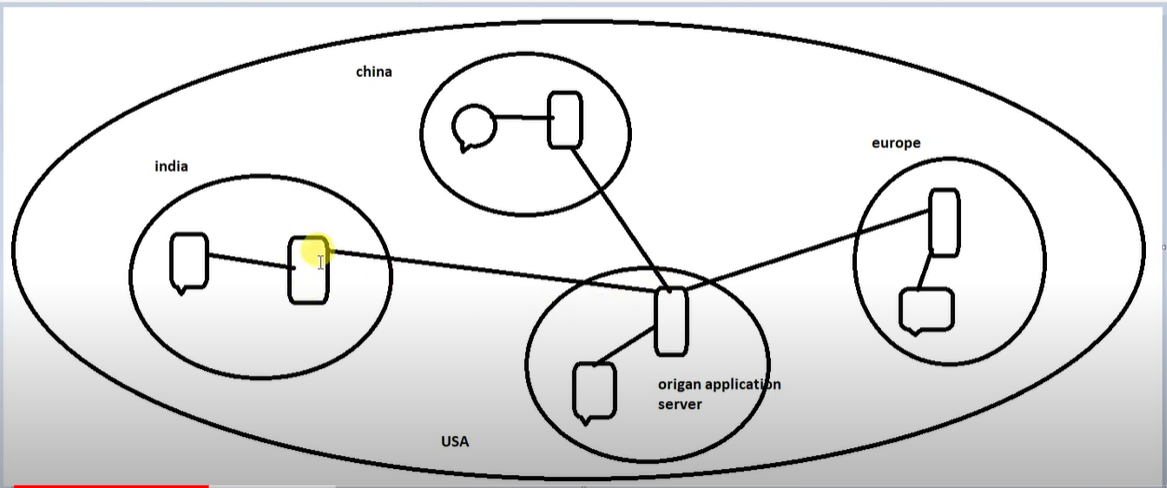 china
europe
india
origan application
server
USA